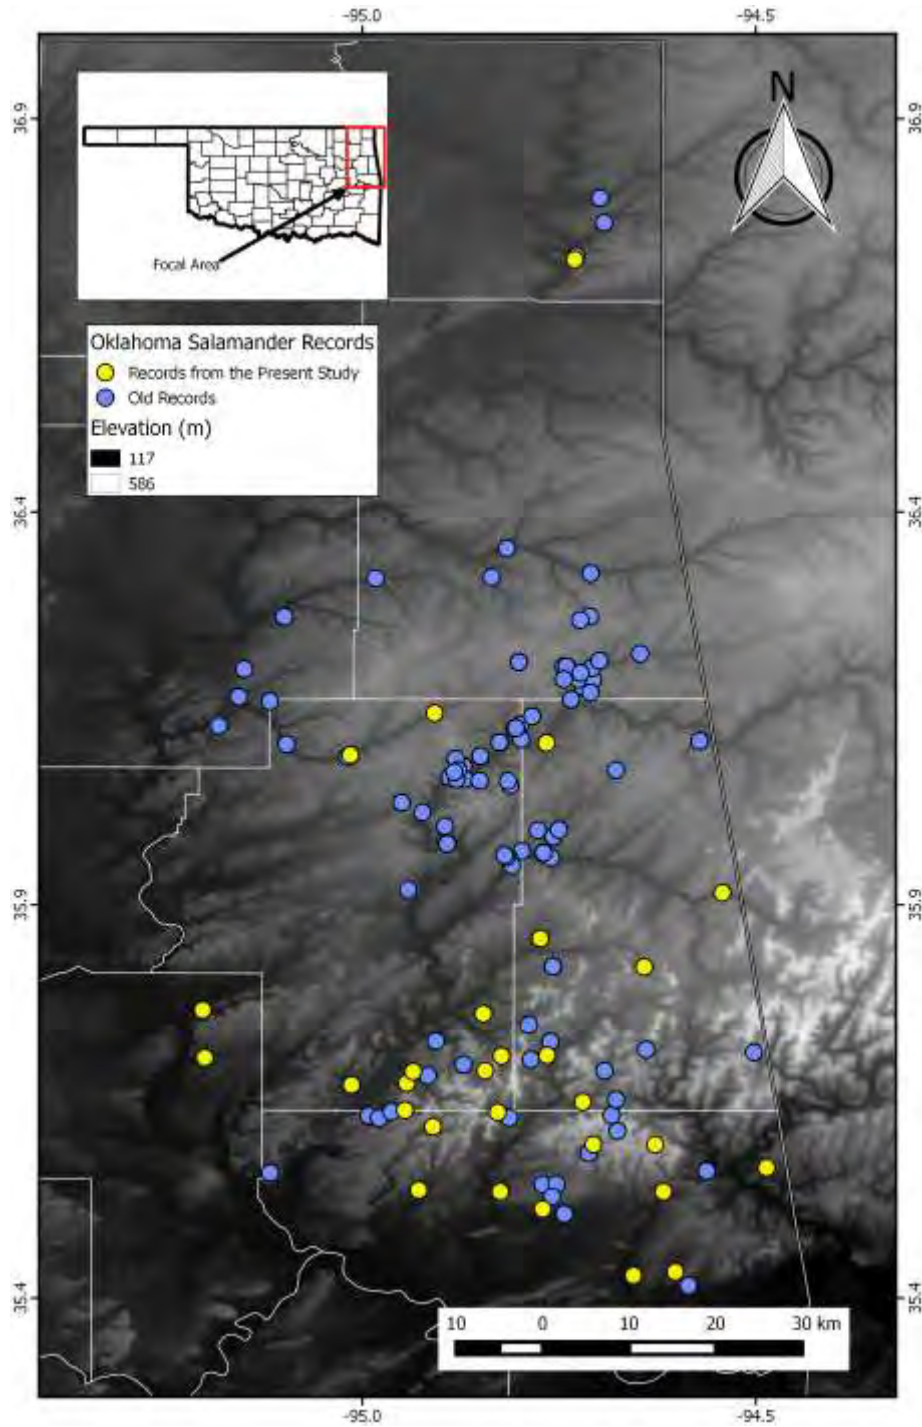 -95.0 -94.5
36.9 36.9
N
Focal Area
Oklahoma Salamander Records
Records from the Present Study
Old Records
Elevation (m)
117
586
36.4 36.4
35.9 35.9
35.4 35.4
10 0 10 20 30 km
-95.0 -94.5